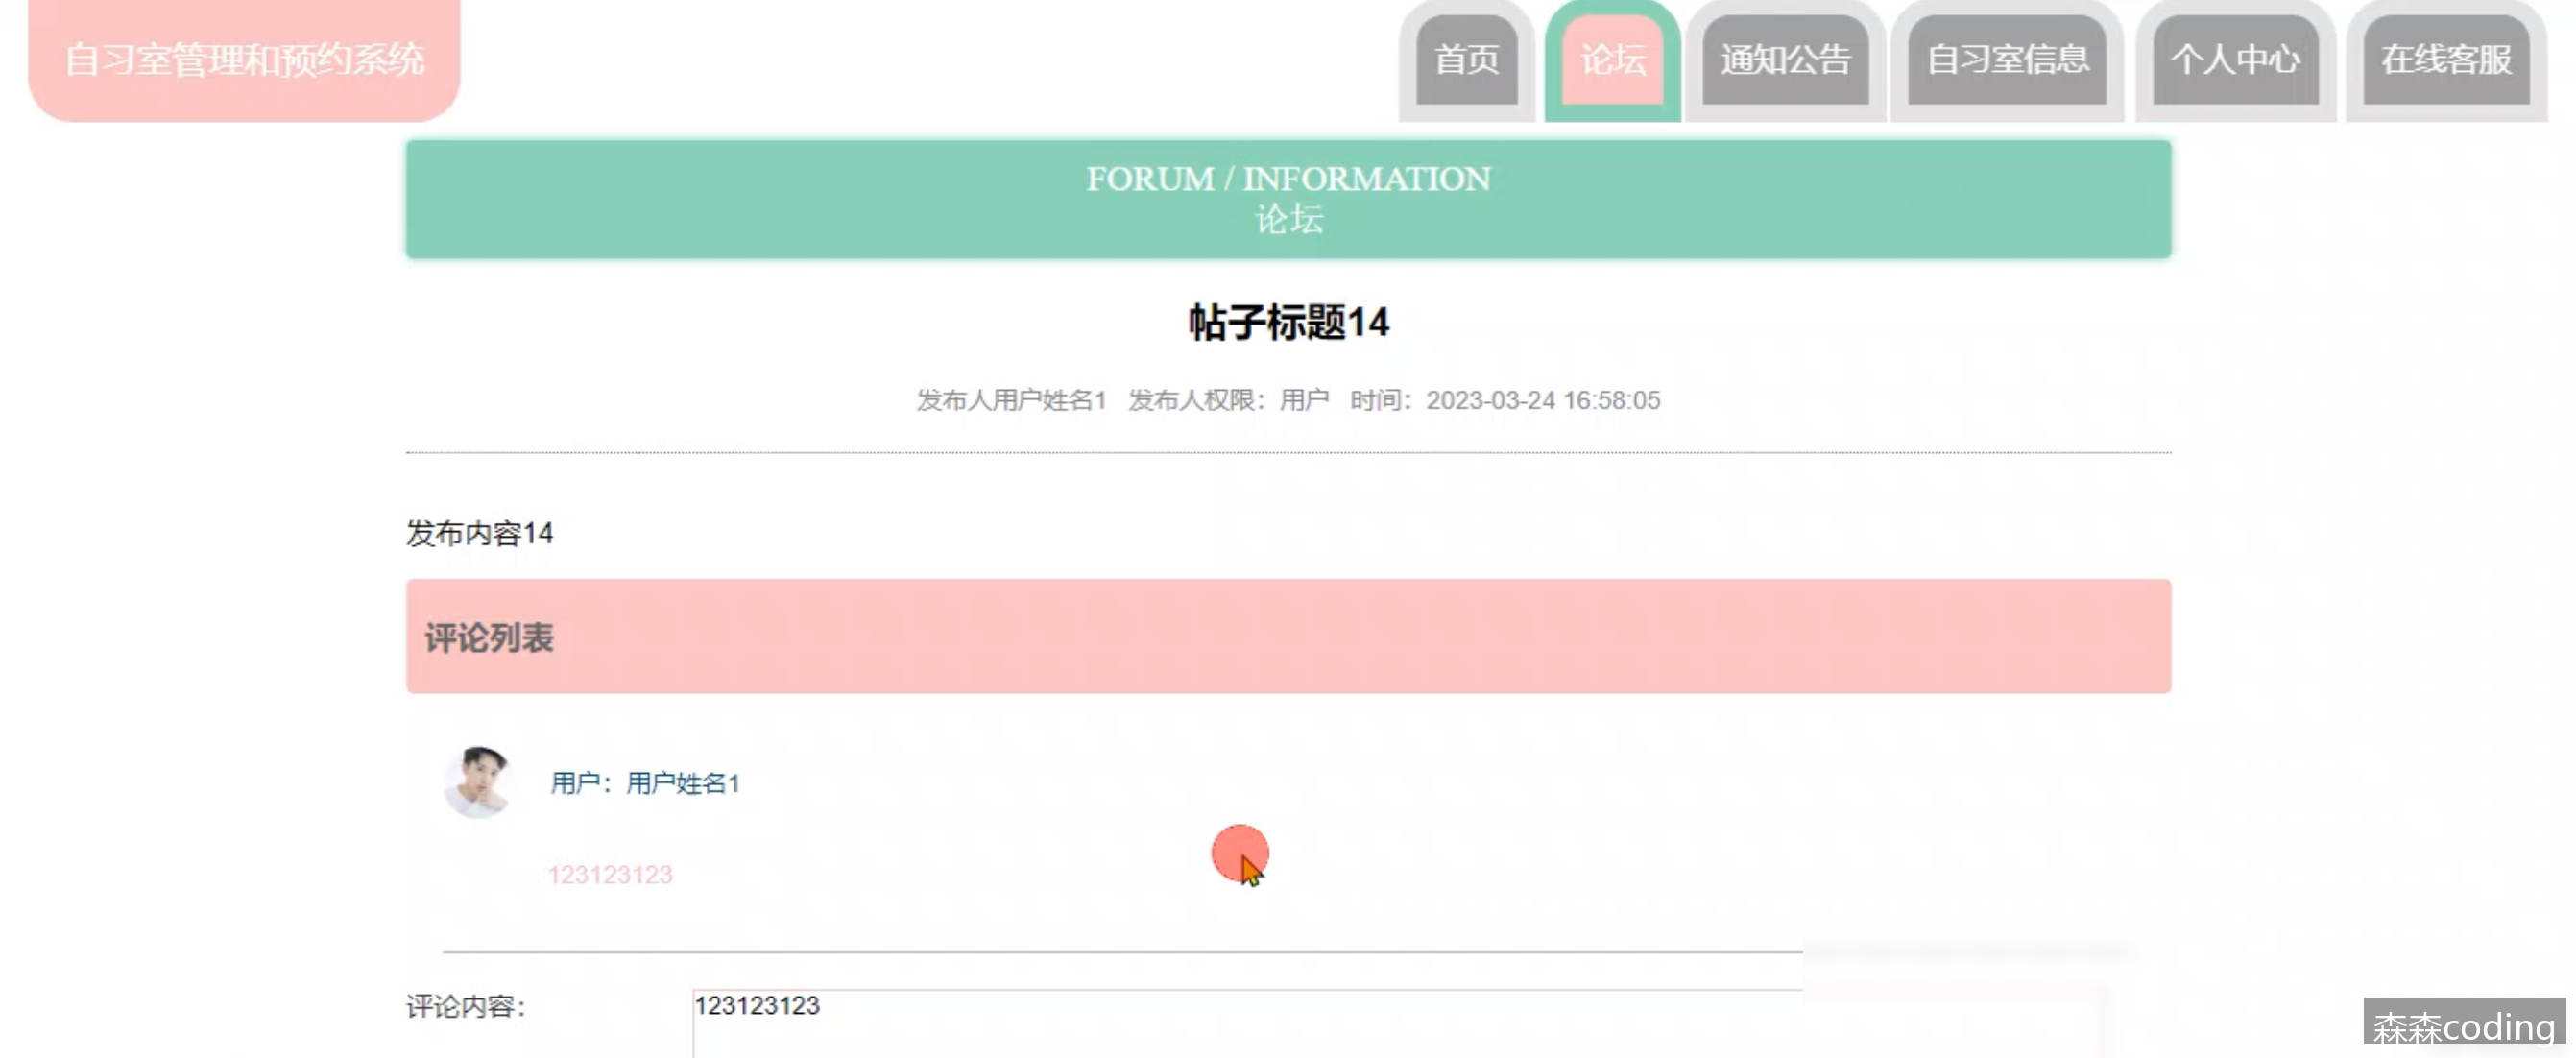 自习室管理和预约系统
首页 论坛 通知公告 自习室信息 个人中心 在线客服
FORUM / INFORMATION
论坛
帖子标题14
发布人用户姓名1 发布人权限：用户 时间：2023-03-24 16:58:05
发布内容14
评论列表
用户：用户姓名1
123123123
评论内容：
123123123
森森coding